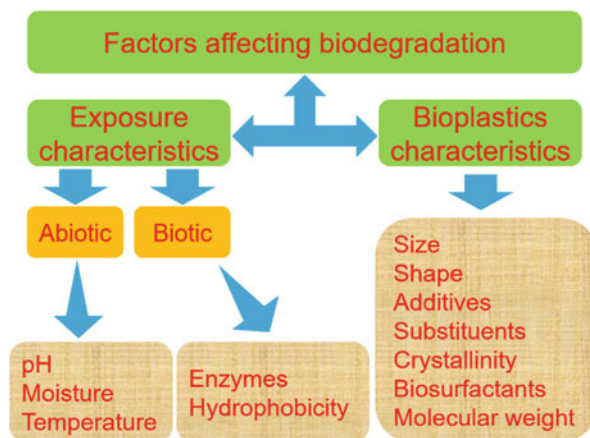 Factors affecting biodegradation
Exposure
characteristics
Bioplastics
characteristics
Abiotic
Biotic
pH
Moisture
Temperature
Enzymes
Hydrophobicity
Size
Shape
Additives
Substituents
Crystallinity
Biosurfactants
Molecular weight